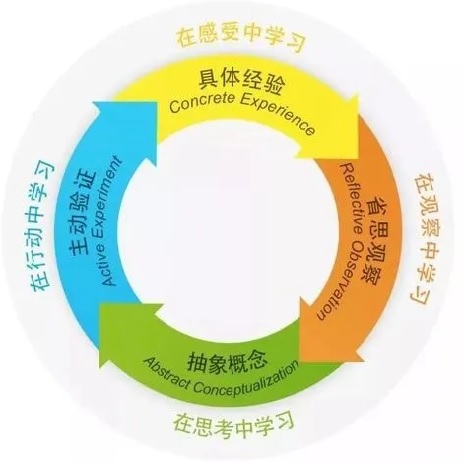 在感受中学习
具体经验
Concrete Experience
在观察中学习
省思观察
Reflective Observation
抽象概念
Abstract Conceptualization
在思考中学习
在行动中学习
主动验证
Active Experiment